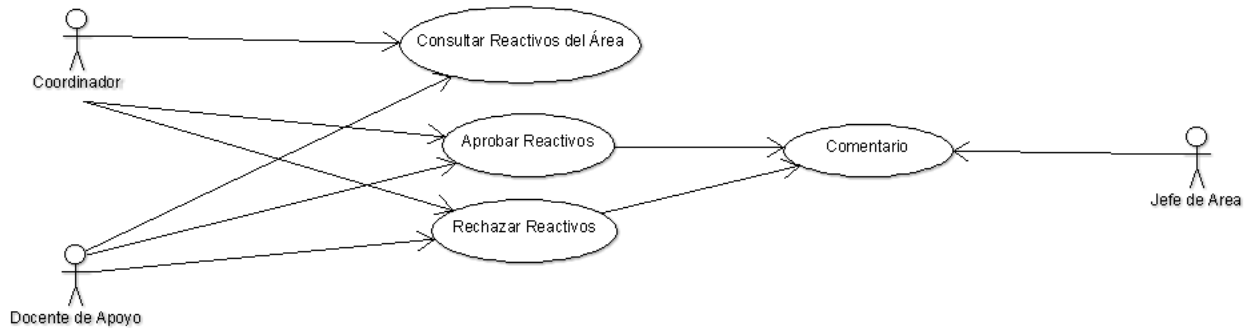 Consultar Reactivos del Área
Coordinador
Aprobar Reactivos
Comentario
Jefe de Area
Rechazar Reactivos
Docente de Apoyo